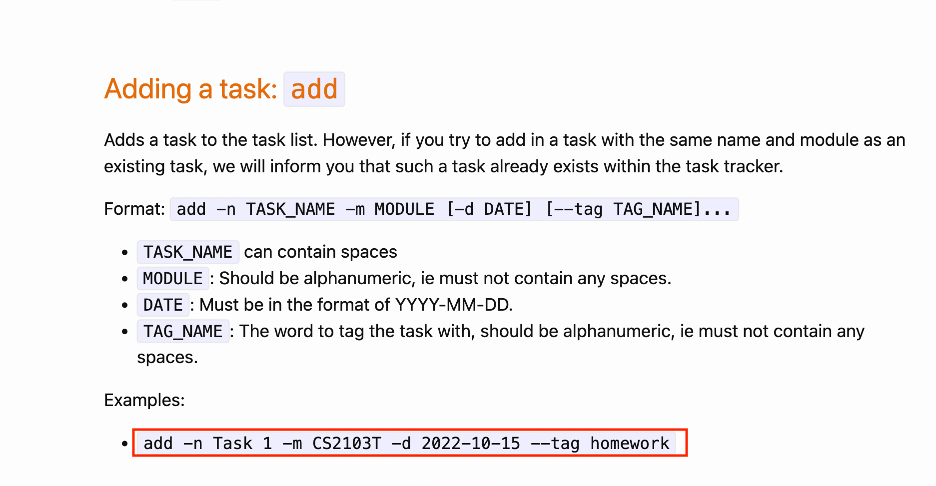 Adding a task: add
Adds a task to the task list. However, if you try to add in a task with the same name and module as an
existing task, we will inform you that such a task already exists within the task tracker.
Format: add -n TASK_NAME -m MODULE [-d DATE] [--tag TAG_NAME]...
• TASK_NAME can contain spaces
• MODULE : Should be alphanumeric, ie must not contain any spaces.
• DATE : Must be in the format of YYYY-MM-DD.
• TAG_NAME : The word to tag the task with, should be alphanumeric, ie must not contain any
spaces.
Examples:
• add -n Task 1 -m CS2103T -d 2022-10-15 --tag homework